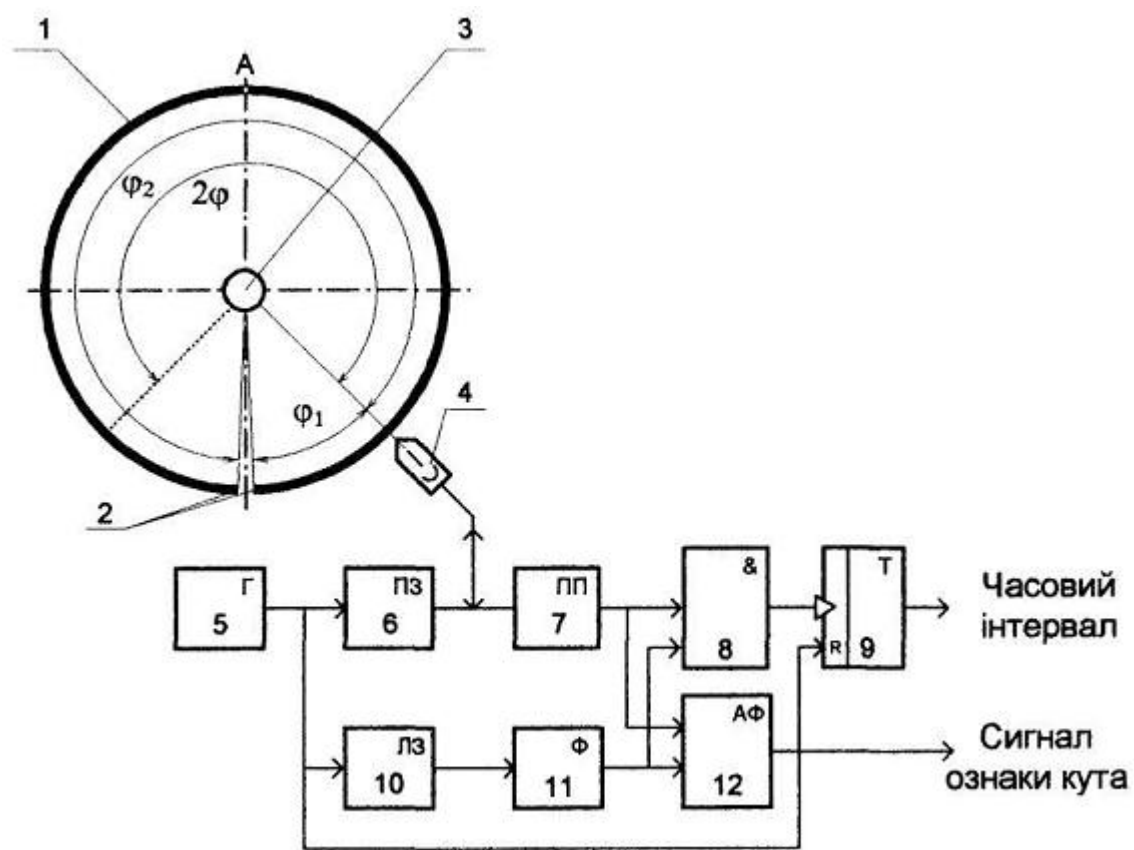 1
3
A
φ₂
2φ
4
φ₁
2
Г
5
ПЗ
6
ПП
7
&
8
T
R
9
Часовий
інтервал
ЛЗ
10
Ф
11
АФ
12
Сигнал
ознаки кута